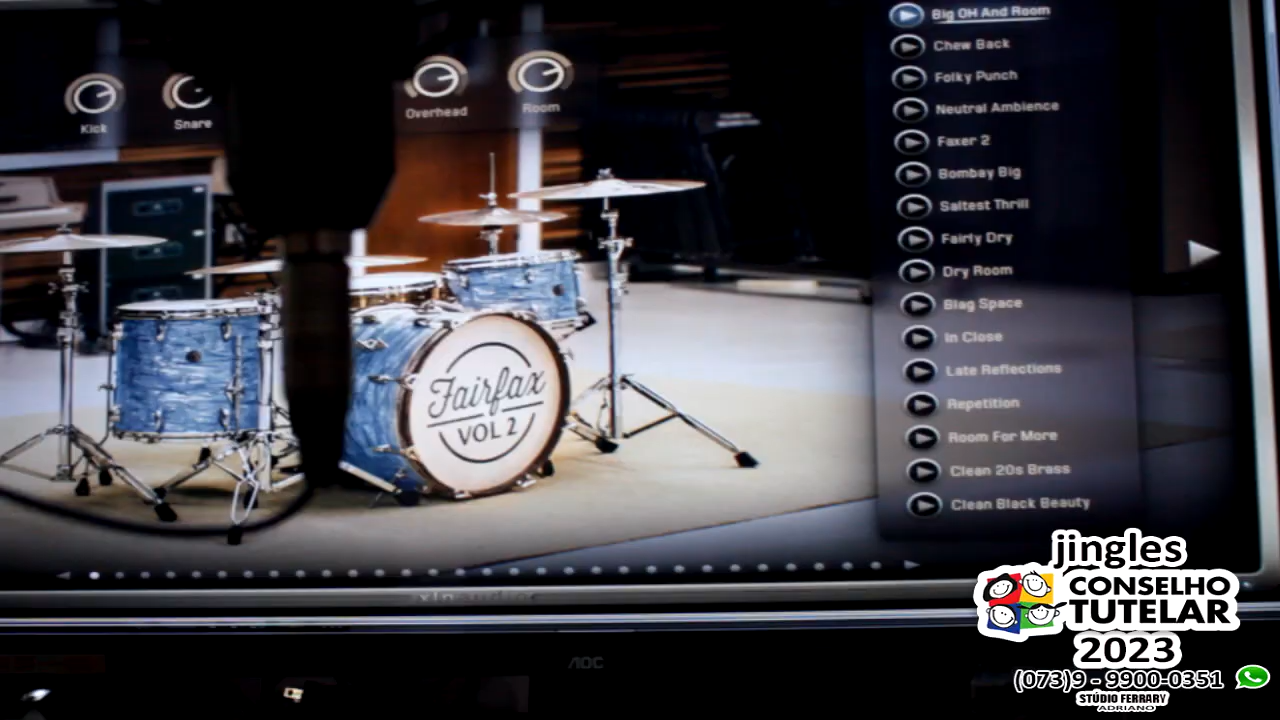 Kick
Snare
Overhead
Room
Big OH And Room
Chew Back
Folky Punch
Neutral Ambience
Faxer 2
Bombay Big
Saltest Thrill
Fairly Dry
Dry Room
Blag Space
In Close
Late Reflections
Repetition
Room For More
Clean 20s Brass
Clean Black Beauty
Fairfax
VOL 2
xln audio
AOC
jingles
CONSELHO
TUTELAR
2023
(073)9 - 9900-0351
STÚDIO FERRARY
ADRIANO